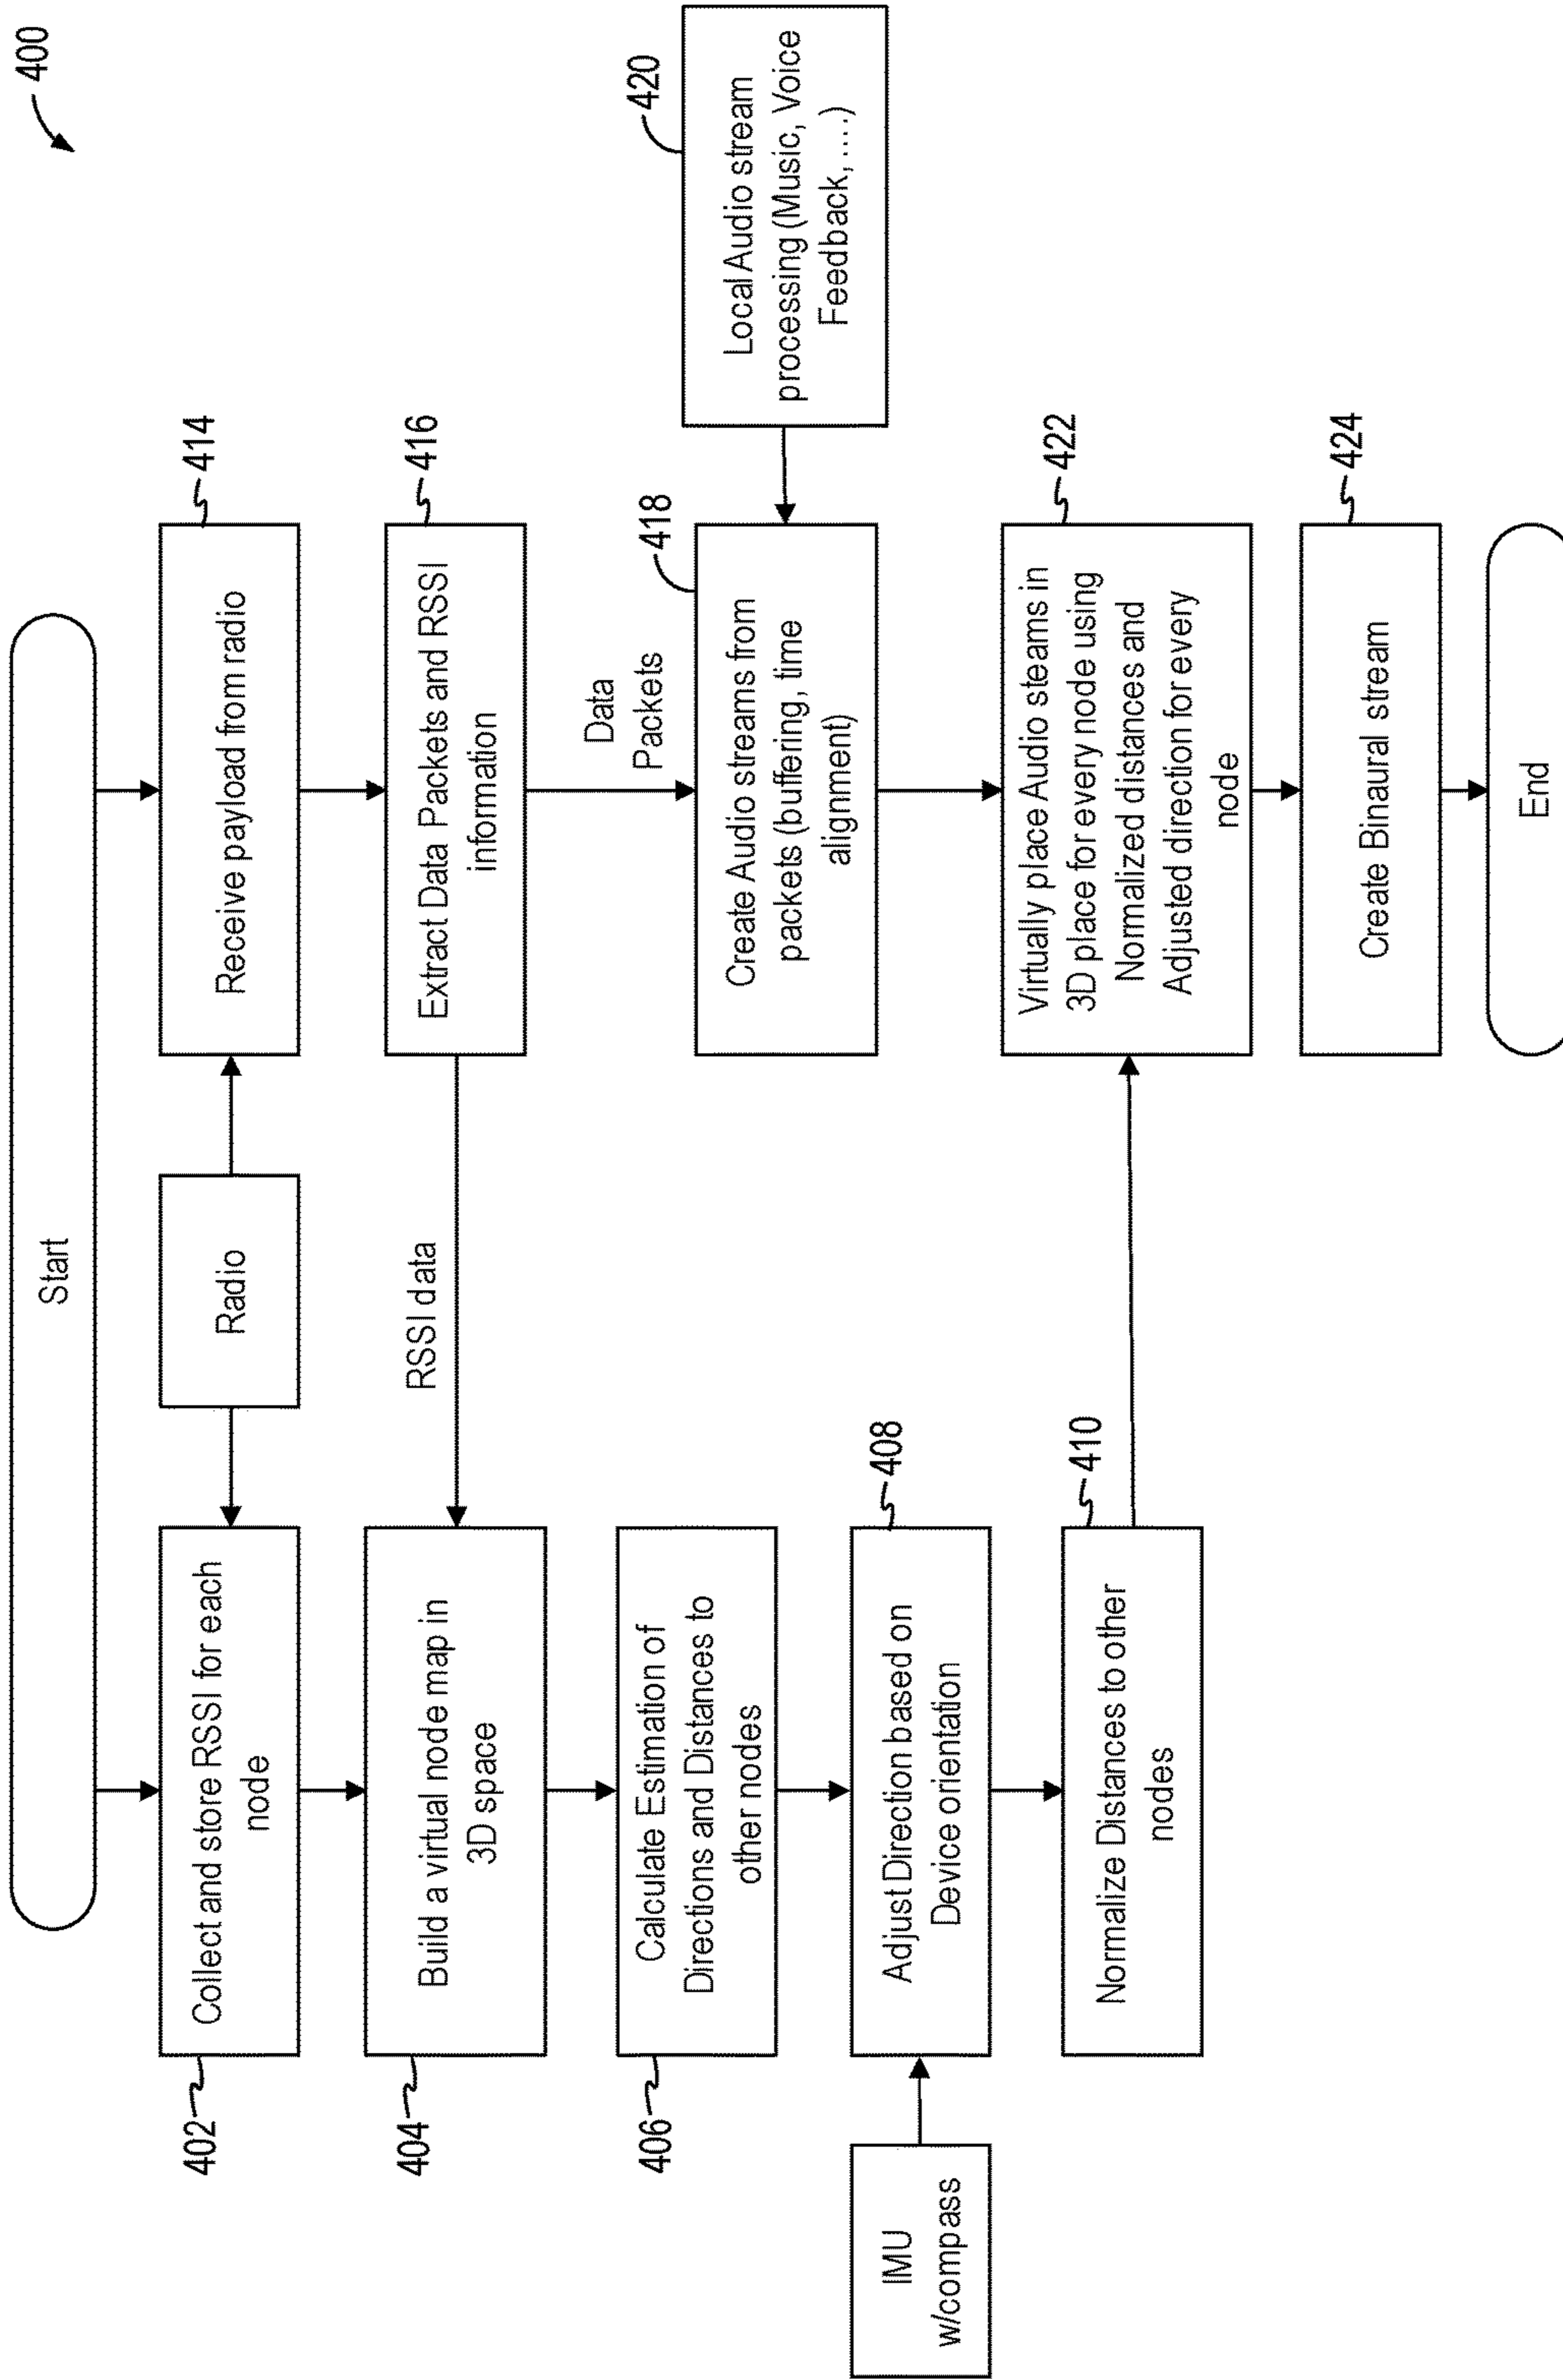 400
Start
402
Collect and store RSSI for each
node
Radio
Receive payload from radio
414
404
Build a virtual node map in
3D space
RSSI data
Extract Data Packets and RSSI
information
416
406
Calculate Estimation of
Directions and Distances to
other nodes
Data
Packets
418
Create Audio streams from
packets (buffering, time
alignment)
420
Local Audio stream
processing (Music, Voice
Feedback, ....)
IMU
w/compass
408
Adjust Direction based on
Device orientation
410
Normalize Distances to other
nodes
422
Virtually place Audio steams in
3D place for every node using
Normalized distances and
Adjusted direction for every
node
424
Create Binaural stream
End